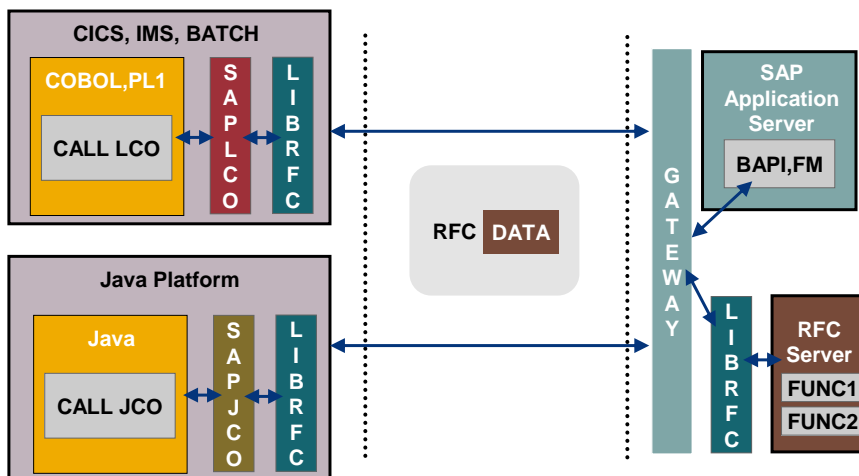 CICS, IMS, BATCH
COBOL,PL1
CALL LCO
SAPLCO
LIBRFC
Java Platform
Java
CALL JCO
SAPJCO
LIBRFC
RFC
DATA
GATEWAY
SAP
Application
Server
BAPI,FM
LIBRFC
RFC
Server
FUNC1
FUNC2